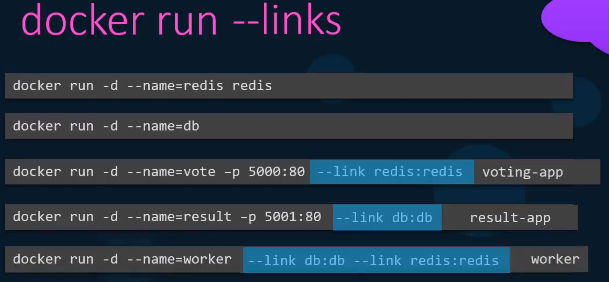 docker run --links
docker run -d --name=redis redis
docker run -d --name=db
docker run -d --name=vote –p 5000:80 --link redis:redis voting-app
docker run -d --name=result –p 5001:80 --link db:db result-app
docker run -d --name=worker --link db:db --link redis:redis worker